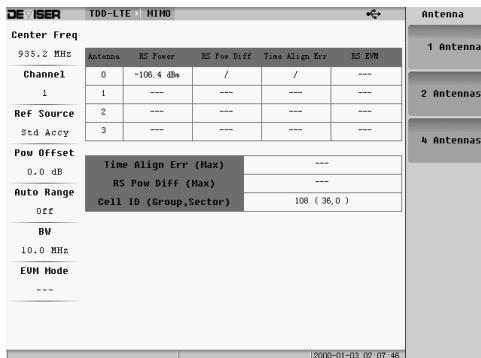 DEVISER TDD-LTE MIMO Antenna
Center Freq
935.2 MHz
Channel
1
Ref Source
Std Accy
Pow Offset
0.0 dB
Auto Range
Off
BW
10.0 MHz
EVM Mode
---
Antenna RS Power RS Pow Diff Time Align Err RS EVM
0 -106.4 dBm / / ---
1 --- --- --- ---
2 --- --- --- ---
3 --- --- --- ---
Time Align Err (Max) ---
RS Pow Diff (Max) ---
Cell ID (Group,Sector) 108 ( 36,0 )
1 Antenna
2 Antennas
4 Antennas
2000-01-03 02:07:46